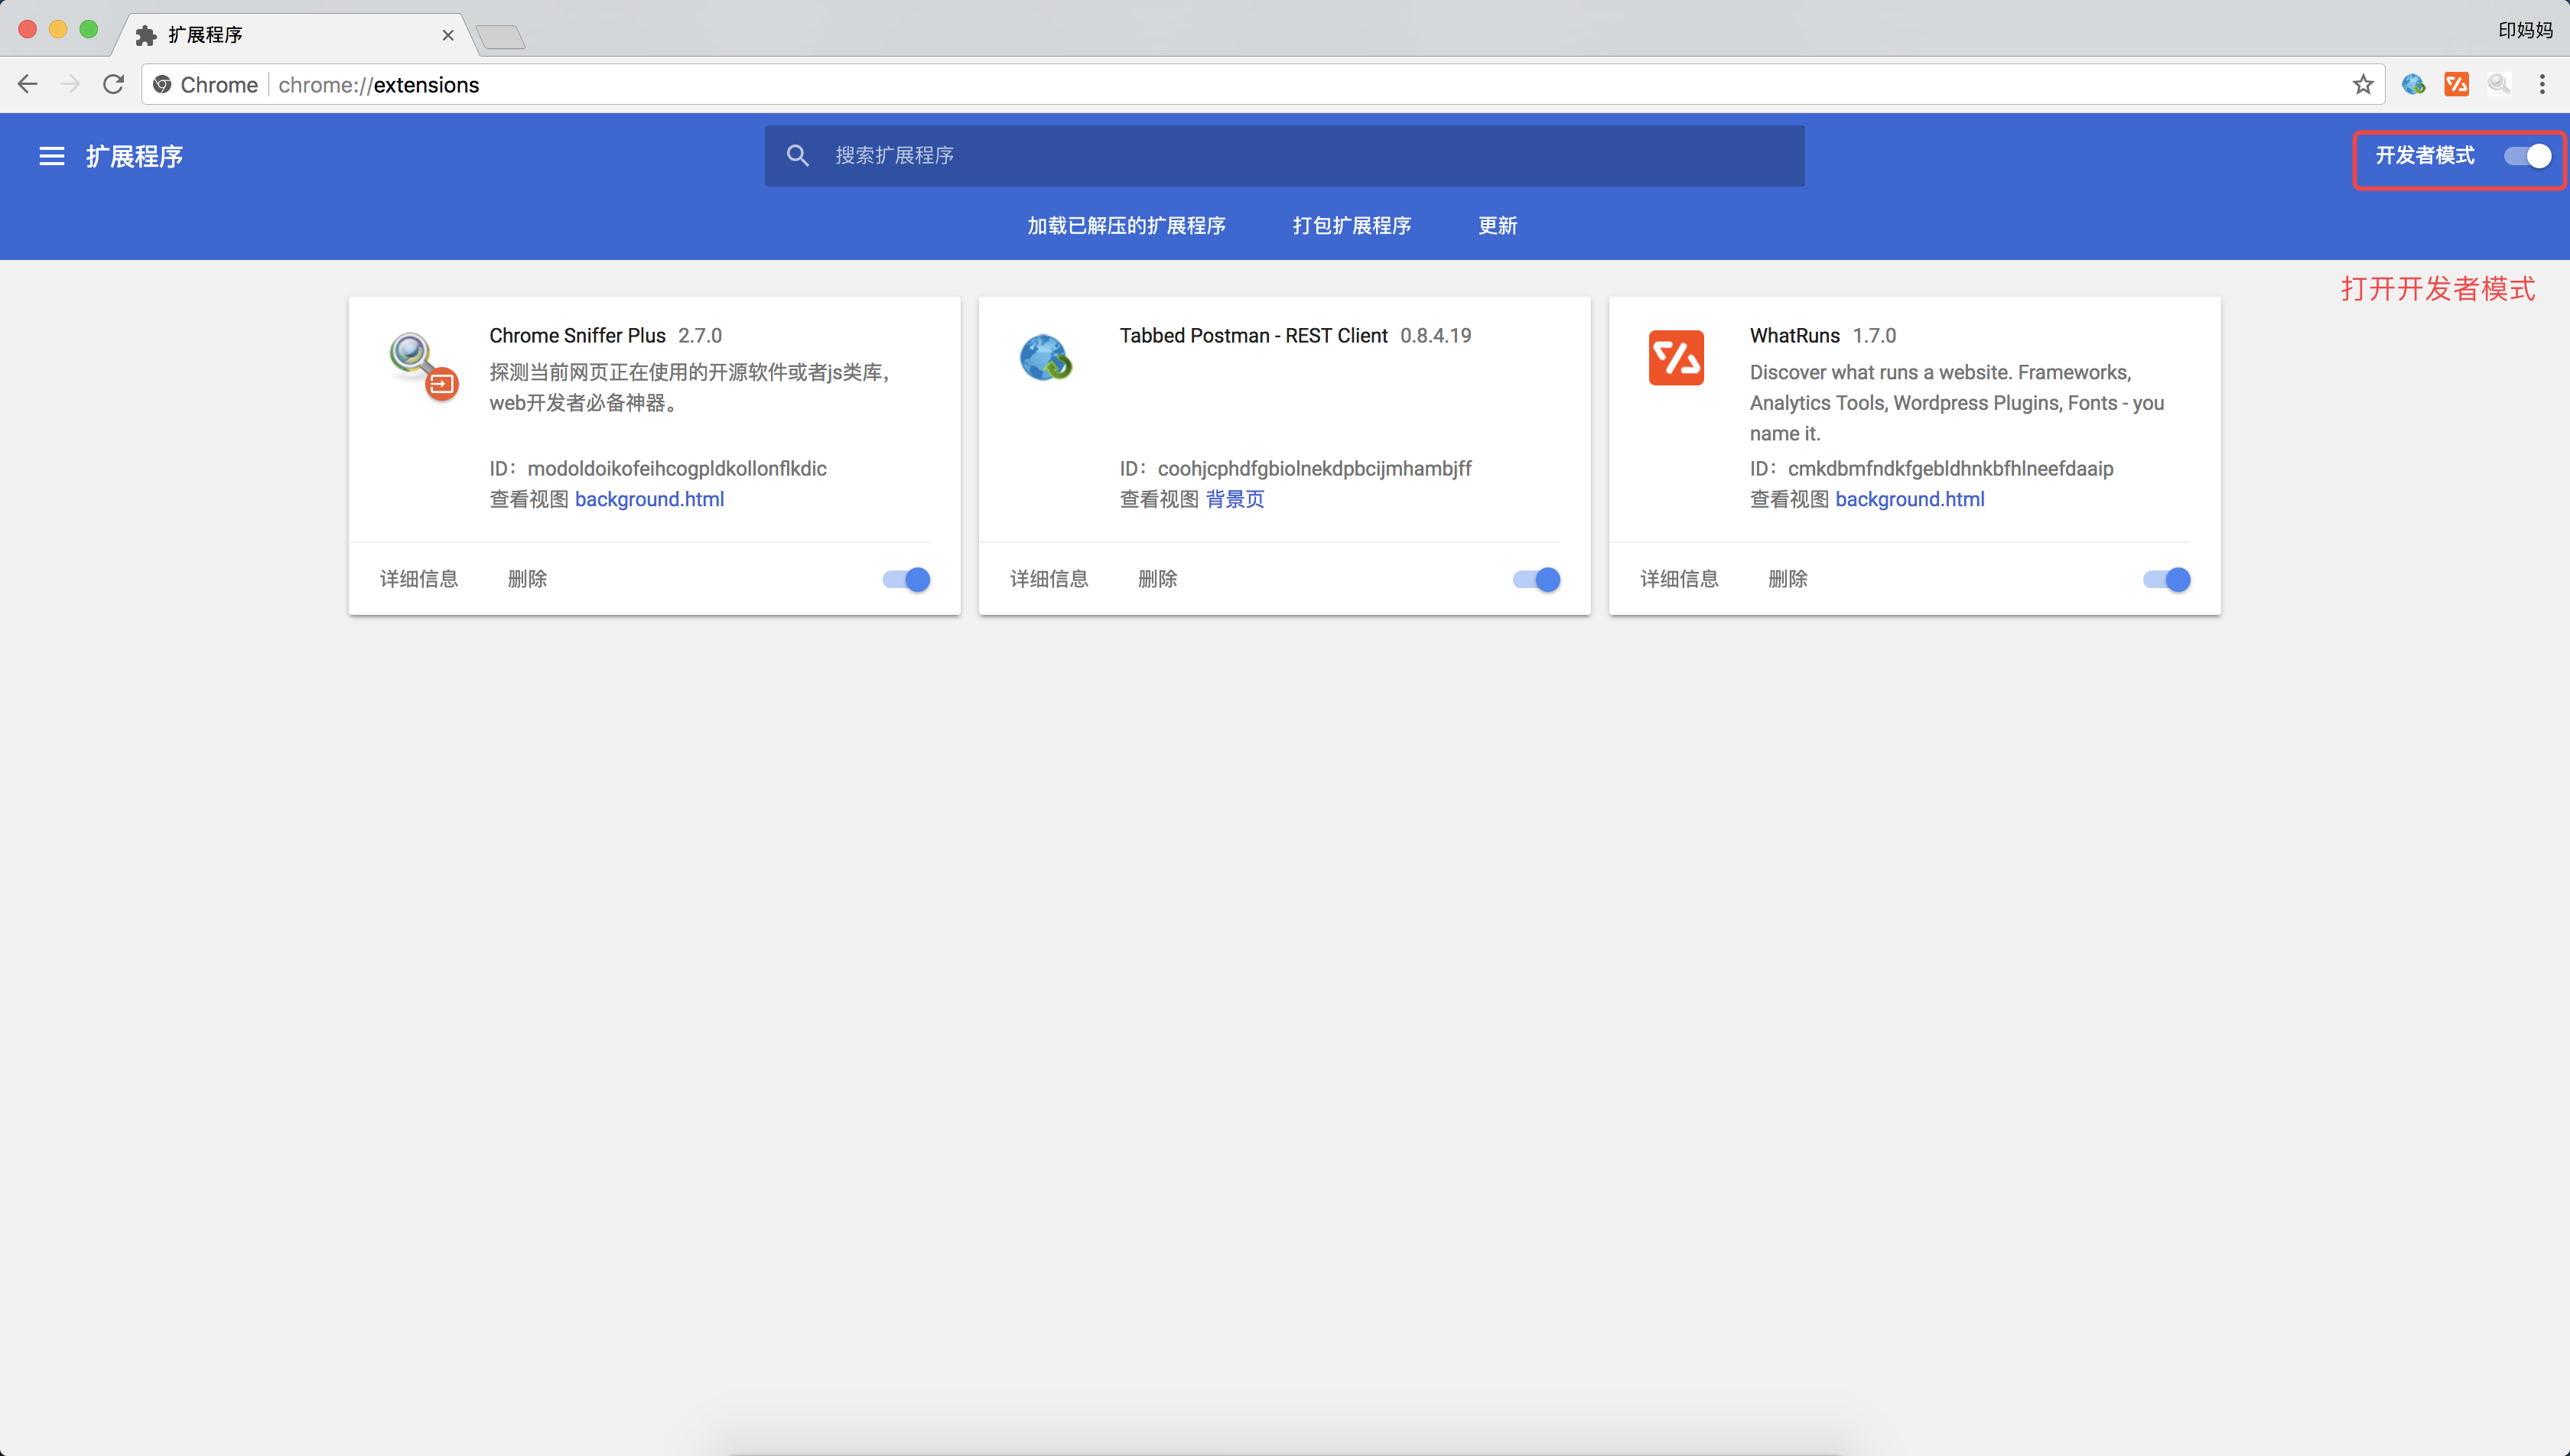 扩展程序
印妈妈
Chrome chrome://extensions
扩展程序
搜索扩展程序
开发者模式
加载已解压的扩展程序 打包扩展程序 更新
打开开发者模式
Chrome Sniffer Plus 2.7.0
探测当前网页正在使用的开源软件或者js类库，
web开发者必备神器。
ID：modoldoikofeihcogpldkollonflkdic
查看视图 background.html
详细信息 删除
Tabbed Postman - REST Client 0.8.4.19
ID：coohjcphdfgbiolnekdpbcijmhambjff
查看视图 背景页
详细信息 删除
WhatRuns 1.7.0
Discover what runs a website. Frameworks,
Analytics Tools, Wordpress Plugins, Fonts - you
name it.
ID：cmkdbmfndkfgebldhnkbfhlneefdaaip
查看视图 background.html
详细信息 删除